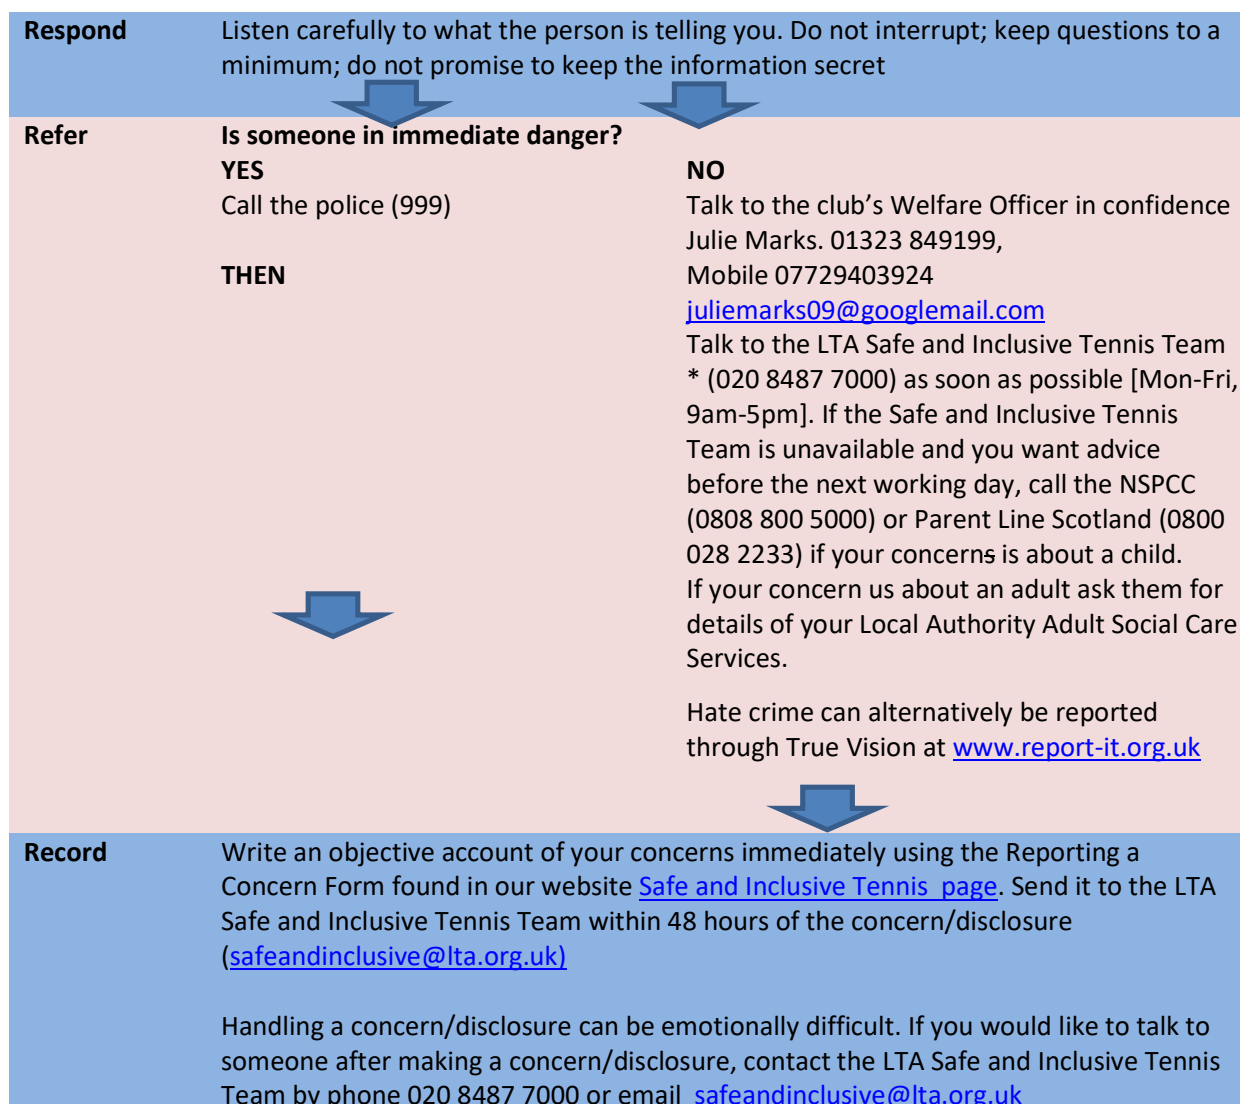 Respond
Listen carefully to what the person is telling you. Do not interrupt; keep questions to a
minimum; do not promise to keep the information secret
Refer
Is someone in immediate danger?
YES
Call the police (999)
THEN
NO
Talk to the club’s Welfare Officer in confidence
Julie Marks. 01323 849199,
Mobile 07729403924
juliemarks09@googlemail.com
Talk to the LTA Safe and Inclusive Tennis Team
* (020 8487 7000) as soon as possible [Mon-Fri,
9am-5pm]. If the Safe and Inclusive Tennis
Team is unavailable and you want advice
before the next working day, call the NSPCC
(0808 800 5000) or Parent Line Scotland (0800
028 2233) if your concerns is about a child.
If your concern us about an adult ask them for
details of your Local Authority Adult Social Care
Services.
Hate crime can alternatively be reported
through True Vision at www.report-it.org.uk
Record
Write an objective account of your concerns immediately using the Reporting a
Concern Form found in our website Safe and Inclusive Tennis  page. Send it to the LTA
Safe and Inclusive Tennis Team within 48 hours of the concern/disclosure
(safeandinclusive@lta.org.uk)
Handling a concern/disclosure can be emotionally difficult. If you would like to talk to
someone after making a concern/disclosure, contact the LTA Safe and Inclusive Tennis
Team by phone 020 8487 7000 or email  safeandinclusive@lta.org.uk